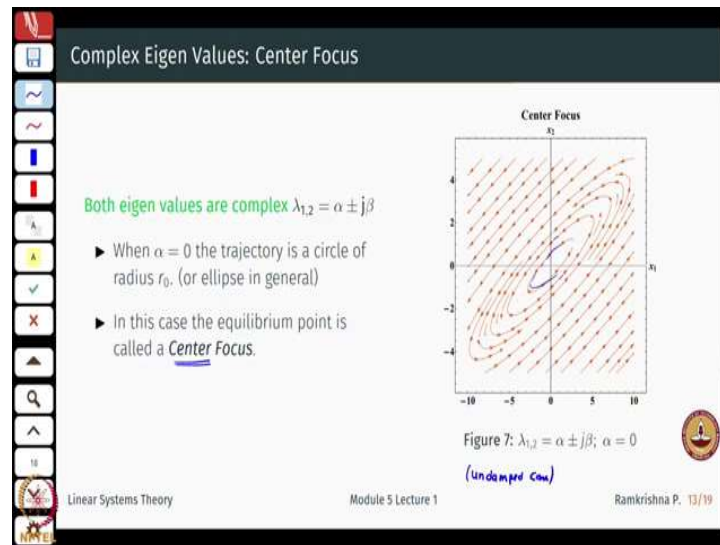 Complex Eigen Values: Center Focus
Both eigen values are complex λ₁,₂ = α ± jβ
▶ When α = 0 the trajectory is a circle of
radius r₀. (or ellipse in general)
▶ In this case the equilibrium point is
called a Center Focus.
Center Focus
x₂
4
2
0
−2
−4
x₁
−10 −5 0 5 10
Figure 7: λ₁,₂ = α ± jβ; α = 0
(undamped case)
A
A
18
NPTEL
Linear Systems Theory Module 5 Lecture 1 Ramkrishna P. 13/19